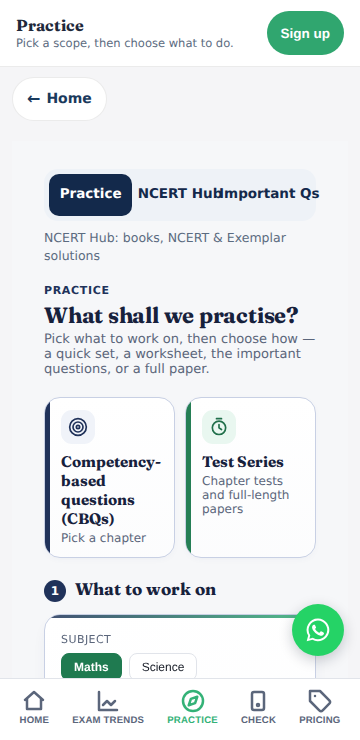 Practice
Pick a scope, then choose what to do.
Sign up
← Home
Practice
NCERT Hub
Important Qs
NCERT Hub: books, NCERT & Exemplar
solutions
PRACTICE
What shall we practise?
Pick what to work on, then choose how —
a quick set, a worksheet, the important
questions, or a full paper.
Competency-
based
questions
(CBQs)
Pick a chapter
Test Series
Chapter tests
and full-length
papers
1 What to work on
SUBJECT
Maths
Science
HOME
EXAM TRENDS
PRACTICE
CHECK
PRICING